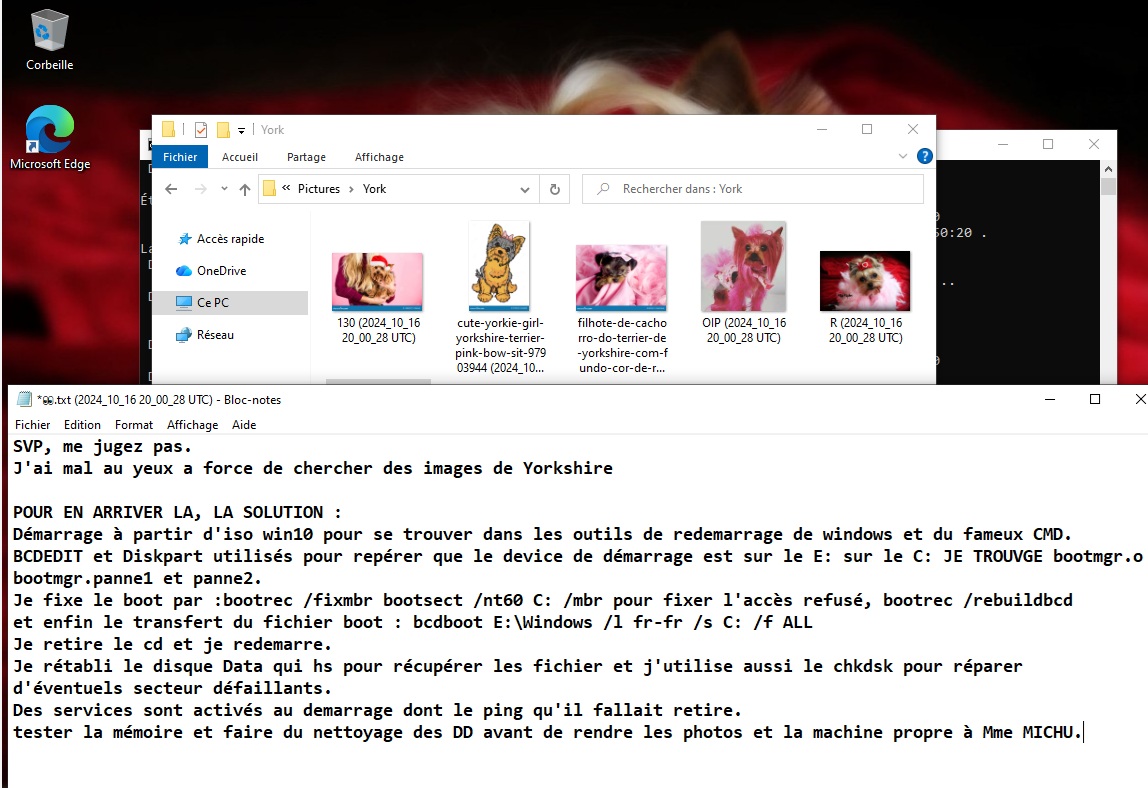 Corbeille
Microsoft Edge
York
Fichier
Accueil
Partage
Affichage
Pictures
York
Rechercher dans : York
Accès rapide
OneDrive
Ce PC
Réseau
130 (2024_10_16
20_00_28 UTC)
cute-yorkie-girl-
yorkshire-terrier-
pink-bow-sit-979
03944 (2024_10...
filhote-de-cacho
rro-do-terrier-de
-yorkshire-com-f
undo-cor-de-r...
OIP (2024_10_16
20_00_28 UTC)
R (2024_10_16
20_00_28 UTC)
50:20 .
*👀.txt (2024_10_16 20_00_28 UTC) - Bloc-notes
Fichier Edition Format Affichage Aide
SVP, me jugez pas.
J'ai mal au yeux a force de chercher des images de Yorkshire
POUR EN ARRIVER LA, LA SOLUTION :
Démarrage à partir d'iso win10 pour se trouver dans les outils de redemarrage de windows et du fameux CMD.
BCDEDIT et Diskpart utilisés pour repérer que le device de démarrage est sur le E: sur le C: JE TROUVGE bootmgr.o
bootmgr.panne1 et panne2.
Je fixe le boot par :bootrec /fixmbr bootsect /nt60 C: /mbr pour fixer l'accès refusé, bootrec /rebuildbcd
et enfin le transfert du fichier boot : bcdboot E:\Windows /l fr-fr /s C: /f ALL
Je retire le cd et je redemarre.
Je rétabli le disque Data qui hs pour récupérer les fichier et j'utilise aussi le chkdsk pour réparer
d'éventuels secteur défaillants.
Des services sont activés au demarrage dont le ping qu'il fallait retire.
tester la mémoire et faire du nettoyage des DD avant de rendre les photos et la machine propre à Mme MICHU.